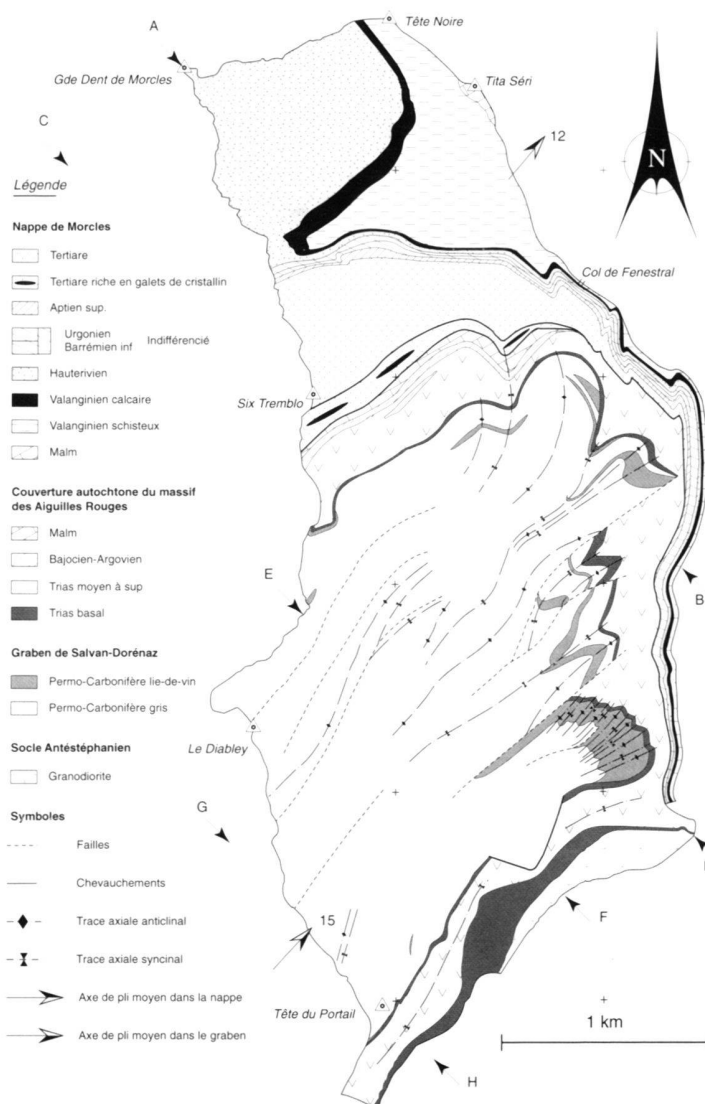 A
Tête Noire
Gde Dent de Morcles
Tita Séri
C
12
N
Légende
Nappe de Morcles
Tertiaire
Tertiaire riche en galets de cristallin
Aptien sup.
Urgonien
Barrémien inf
Indifférencié
Hauterivien
Valanginien calcaire
Valanginien schisteux
Malm
Col de Fenestral
Six Tremblo
Couverture autochtone du massif
des Aiguilles Rouges
Malm
Bajocien-Argovien
Trias moyen à sup
Trias basal
E
B
Graben de Salvan-Dorénaz
Permo-Carbonifère lie-de-vin
Permo-Carbonifère gris
Le Diabley
Socle Antéstéphanien
Granodiorite
G
Symboles
Failles
Chevauchements
Trace axiale anticlinal
Trace axiale syncinal
Axe de pli moyen dans la nappe
Axe de pli moyen dans le graben
15
F
Tête du Portail
1 km
H